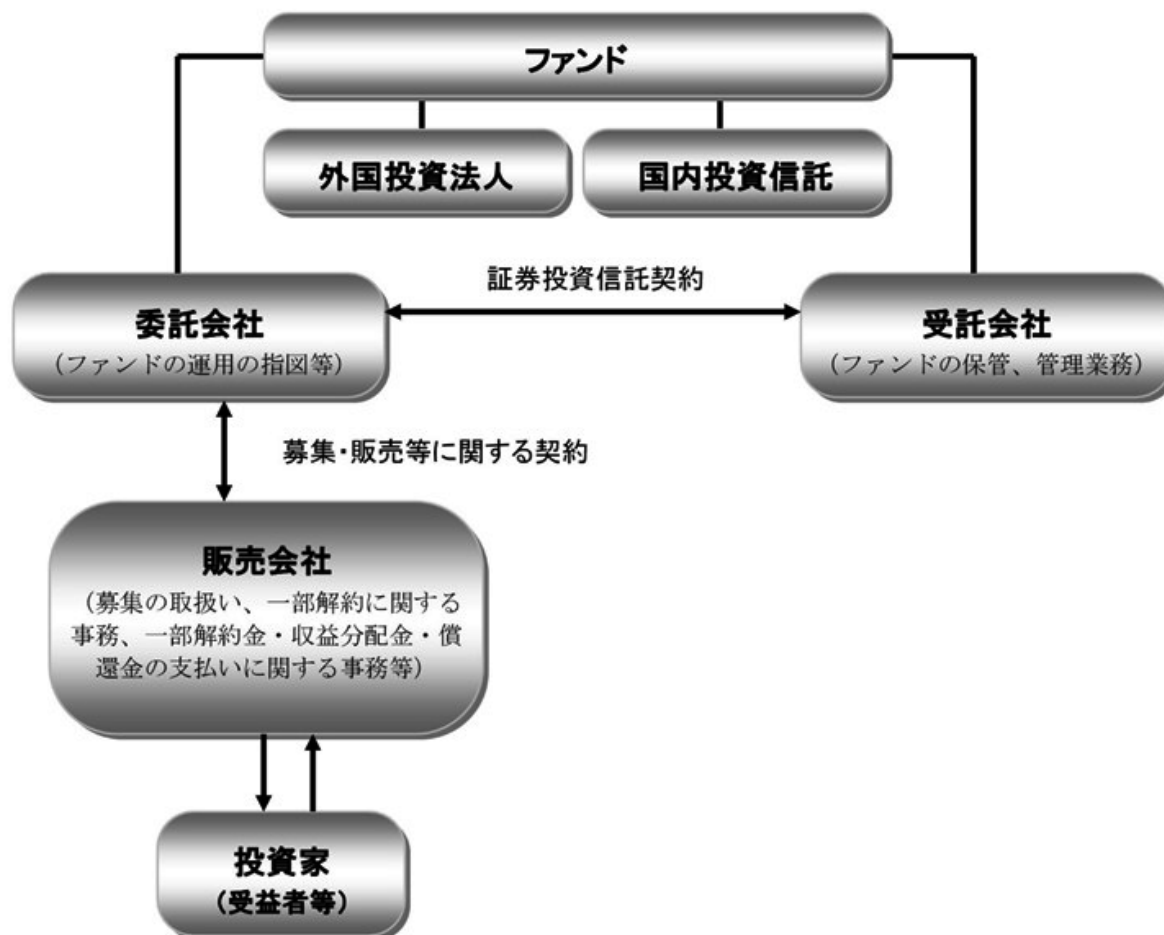 ファンド
外国投資法人
国内投資信託
証券投資信託契約
委託会社
(ファンドの運用の指図等)
受託会社
(ファンドの保管、管理業務)
募集・販売等に関する契約
販売会社
(募集の取扱い、一部解約に関する
事務、一部解約金・収益分配金・償
還金の支払いに関する事務等)
投資家
(受益者等)